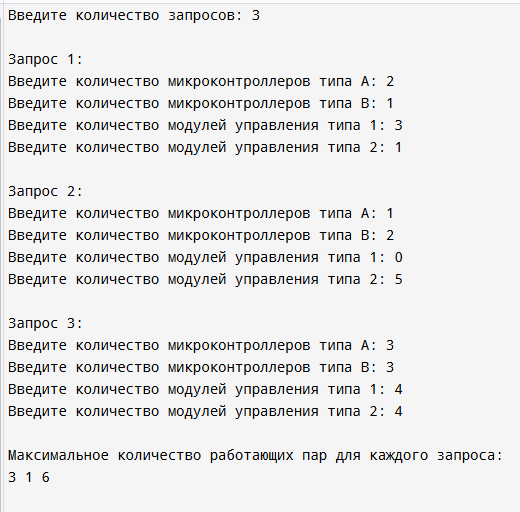 Введите количество запросов: 3
Запрос 1:
Введите количество микроконтроллеров типа A: 2
Введите количество микроконтроллеров типа B: 1
Введите количество модулей управления типа 1: 3
Введите количество модулей управления типа 2: 1
Запрос 2:
Введите количество микроконтроллеров типа A: 1
Введите количество микроконтроллеров типа B: 2
Введите количество модулей управления типа 1: 0
Введите количество модулей управления типа 2: 5
Запрос 3:
Введите количество микроконтроллеров типа A: 3
Введите количество микроконтроллеров типа B: 3
Введите количество модулей управления типа 1: 4
Введите количество модулей управления типа 2: 4
Максимальное количество работающих пар для каждого запроса:
3 1 6